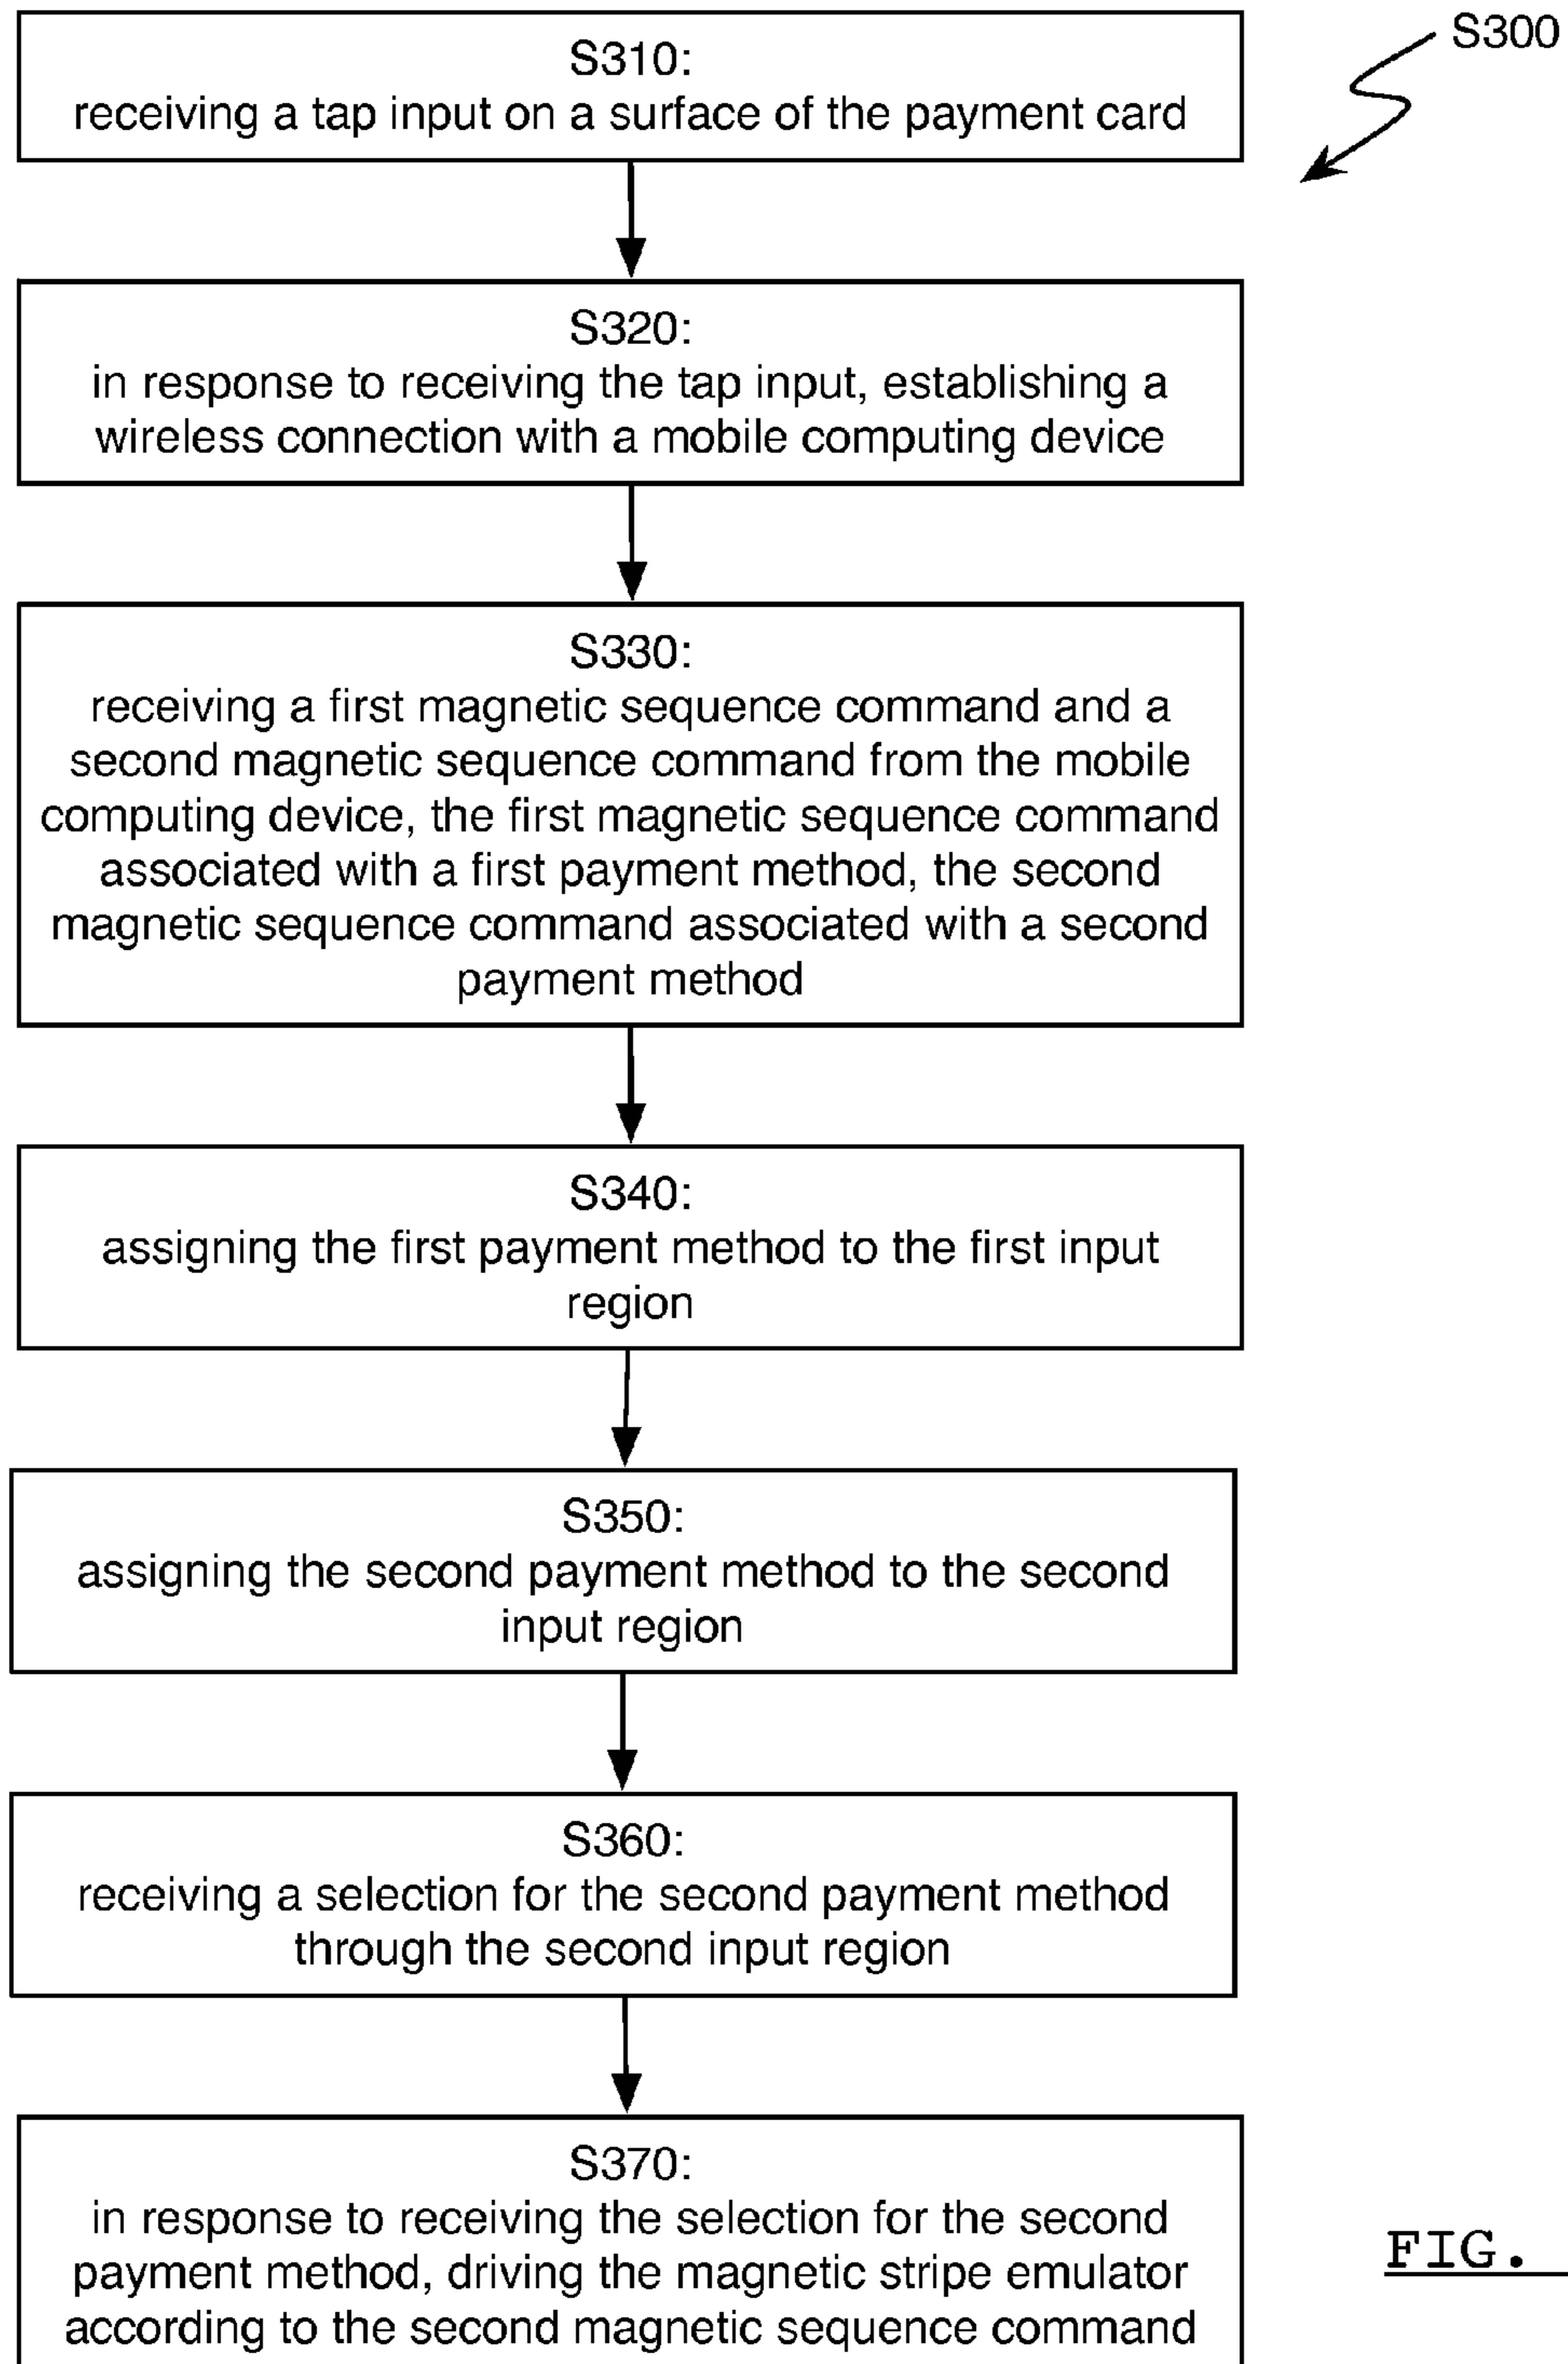 S300
S310:
receiving a tap input on a surface of the payment card
S320:
in response to receiving the tap input, establishing a
wireless connection with a mobile computing device
S330:
receiving a first magnetic sequence command and a
second magnetic sequence command from the mobile
computing device, the first magnetic sequence command
associated with a first payment method, the second
magnetic sequence command associated with a second
payment method
S340:
assigning the first payment method to the first input
region
S350:
assigning the second payment method to the second
input region
S360:
receiving a selection for the second payment method
through the second input region
S370:
in response to receiving the selection for the second
payment method, driving the magnetic stripe emulator
according to the second magnetic sequence command
FIG.